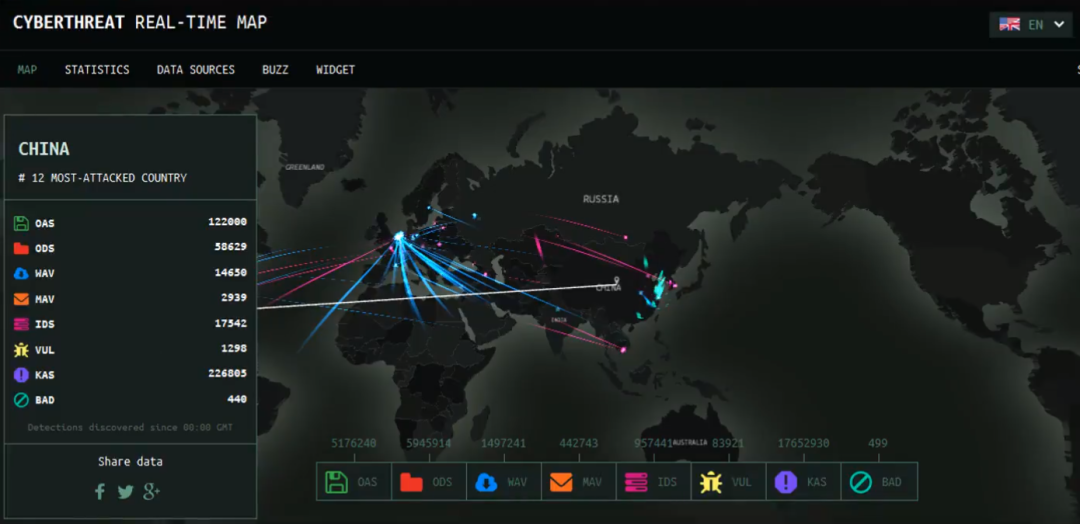 CYBERTHREAT REAL-TIME MAP
EN
MAP STATISTICS DATA SOURCES BUZZ WIDGET
CHINA
# 12 MOST-ATTACKED COUNTRY
OAS 122000
ODS 58629
WAV 14650
MAV 2939
IDS 17542
VUL 1298
KAS 226805
BAD 440
Detections discovered since 00:00 GMT
Share data
GREENLAND
RUSSIA
CHINA
INDIA
AUSTRALIA
5176240 5945914 1497241 442743 957441 83921 17652930 499
OAS ODS WAV MAV IDS VUL KAS BAD